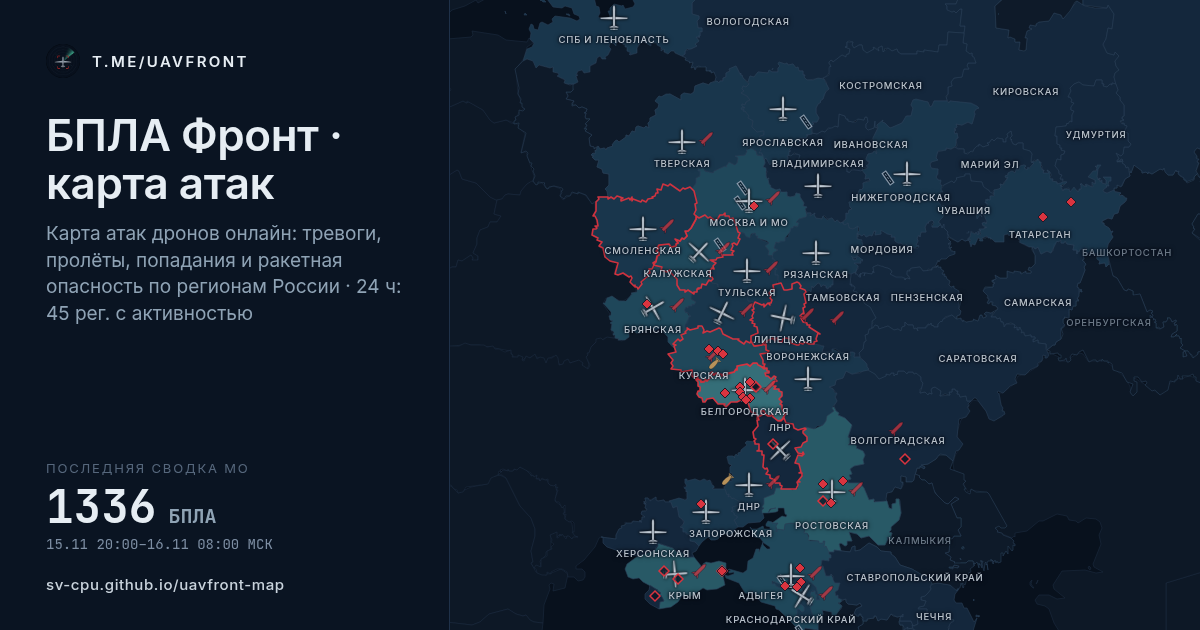 T.ME/UAVFRONT
БПЛА Фронт ·
карта атак
Карта атак дронов онлайн: тревоги,
пролёты, попадания и ракетная
опасность по регионам России · 24 ч:
45 рег. с активностью
ПОСЛЕДНЯЯ СВОДКА МО
1336 БПЛА
15.11 20:00–16.11 08:00 МСК
sv-cpu.github.io/uavfront-map
ВОЛОГОДСКАЯ
СПБ И ЛЕНОБЛАСТЬ
КОСТРОМСКАЯ
КИРОВСКАЯ
УДМУРТИЯ
ЯРОСЛАВСКАЯ
ИВАНОВСКАЯ
ТВЕРСКАЯ
ВЛАДИМИРСКАЯ
МАРИЙ ЭЛ
НИЖЕГОРОДСКАЯ
ЧУВАШИЯ
МОСКВА И МО
ТАТАРСТАН
СМОЛЕНСКАЯ
МОРДОВИЯ
БАШКОРТОСТАН
КАЛУЖСКАЯ
РЯЗАНСКАЯ
ТУЛЬСКАЯ
ТАМБОВСКАЯ
ПЕНЗЕНСКАЯ
САМАРСКАЯ
ОРЕНБУРГСКАЯ
БРЯНСКАЯ
ЛИПЕЦКАЯ
ВОРОНЕЖСКАЯ
САРАТОВСКАЯ
КУРСКАЯ
БЕЛГОРОДСКАЯ
ЛНР
ВОЛГОГРАДСКАЯ
ДНР
РОСТОВСКАЯ
ЗАПОРОЖСКАЯ
КАЛМЫКИЯ
ХЕРСОНСКАЯ
СТАВРОПОЛЬСКИЙ КРАЙ
КРЫМ
АДЫГЕЯ
ЧЕЧНЯ
КРАСНОДАРСКИЙ КРАЙ